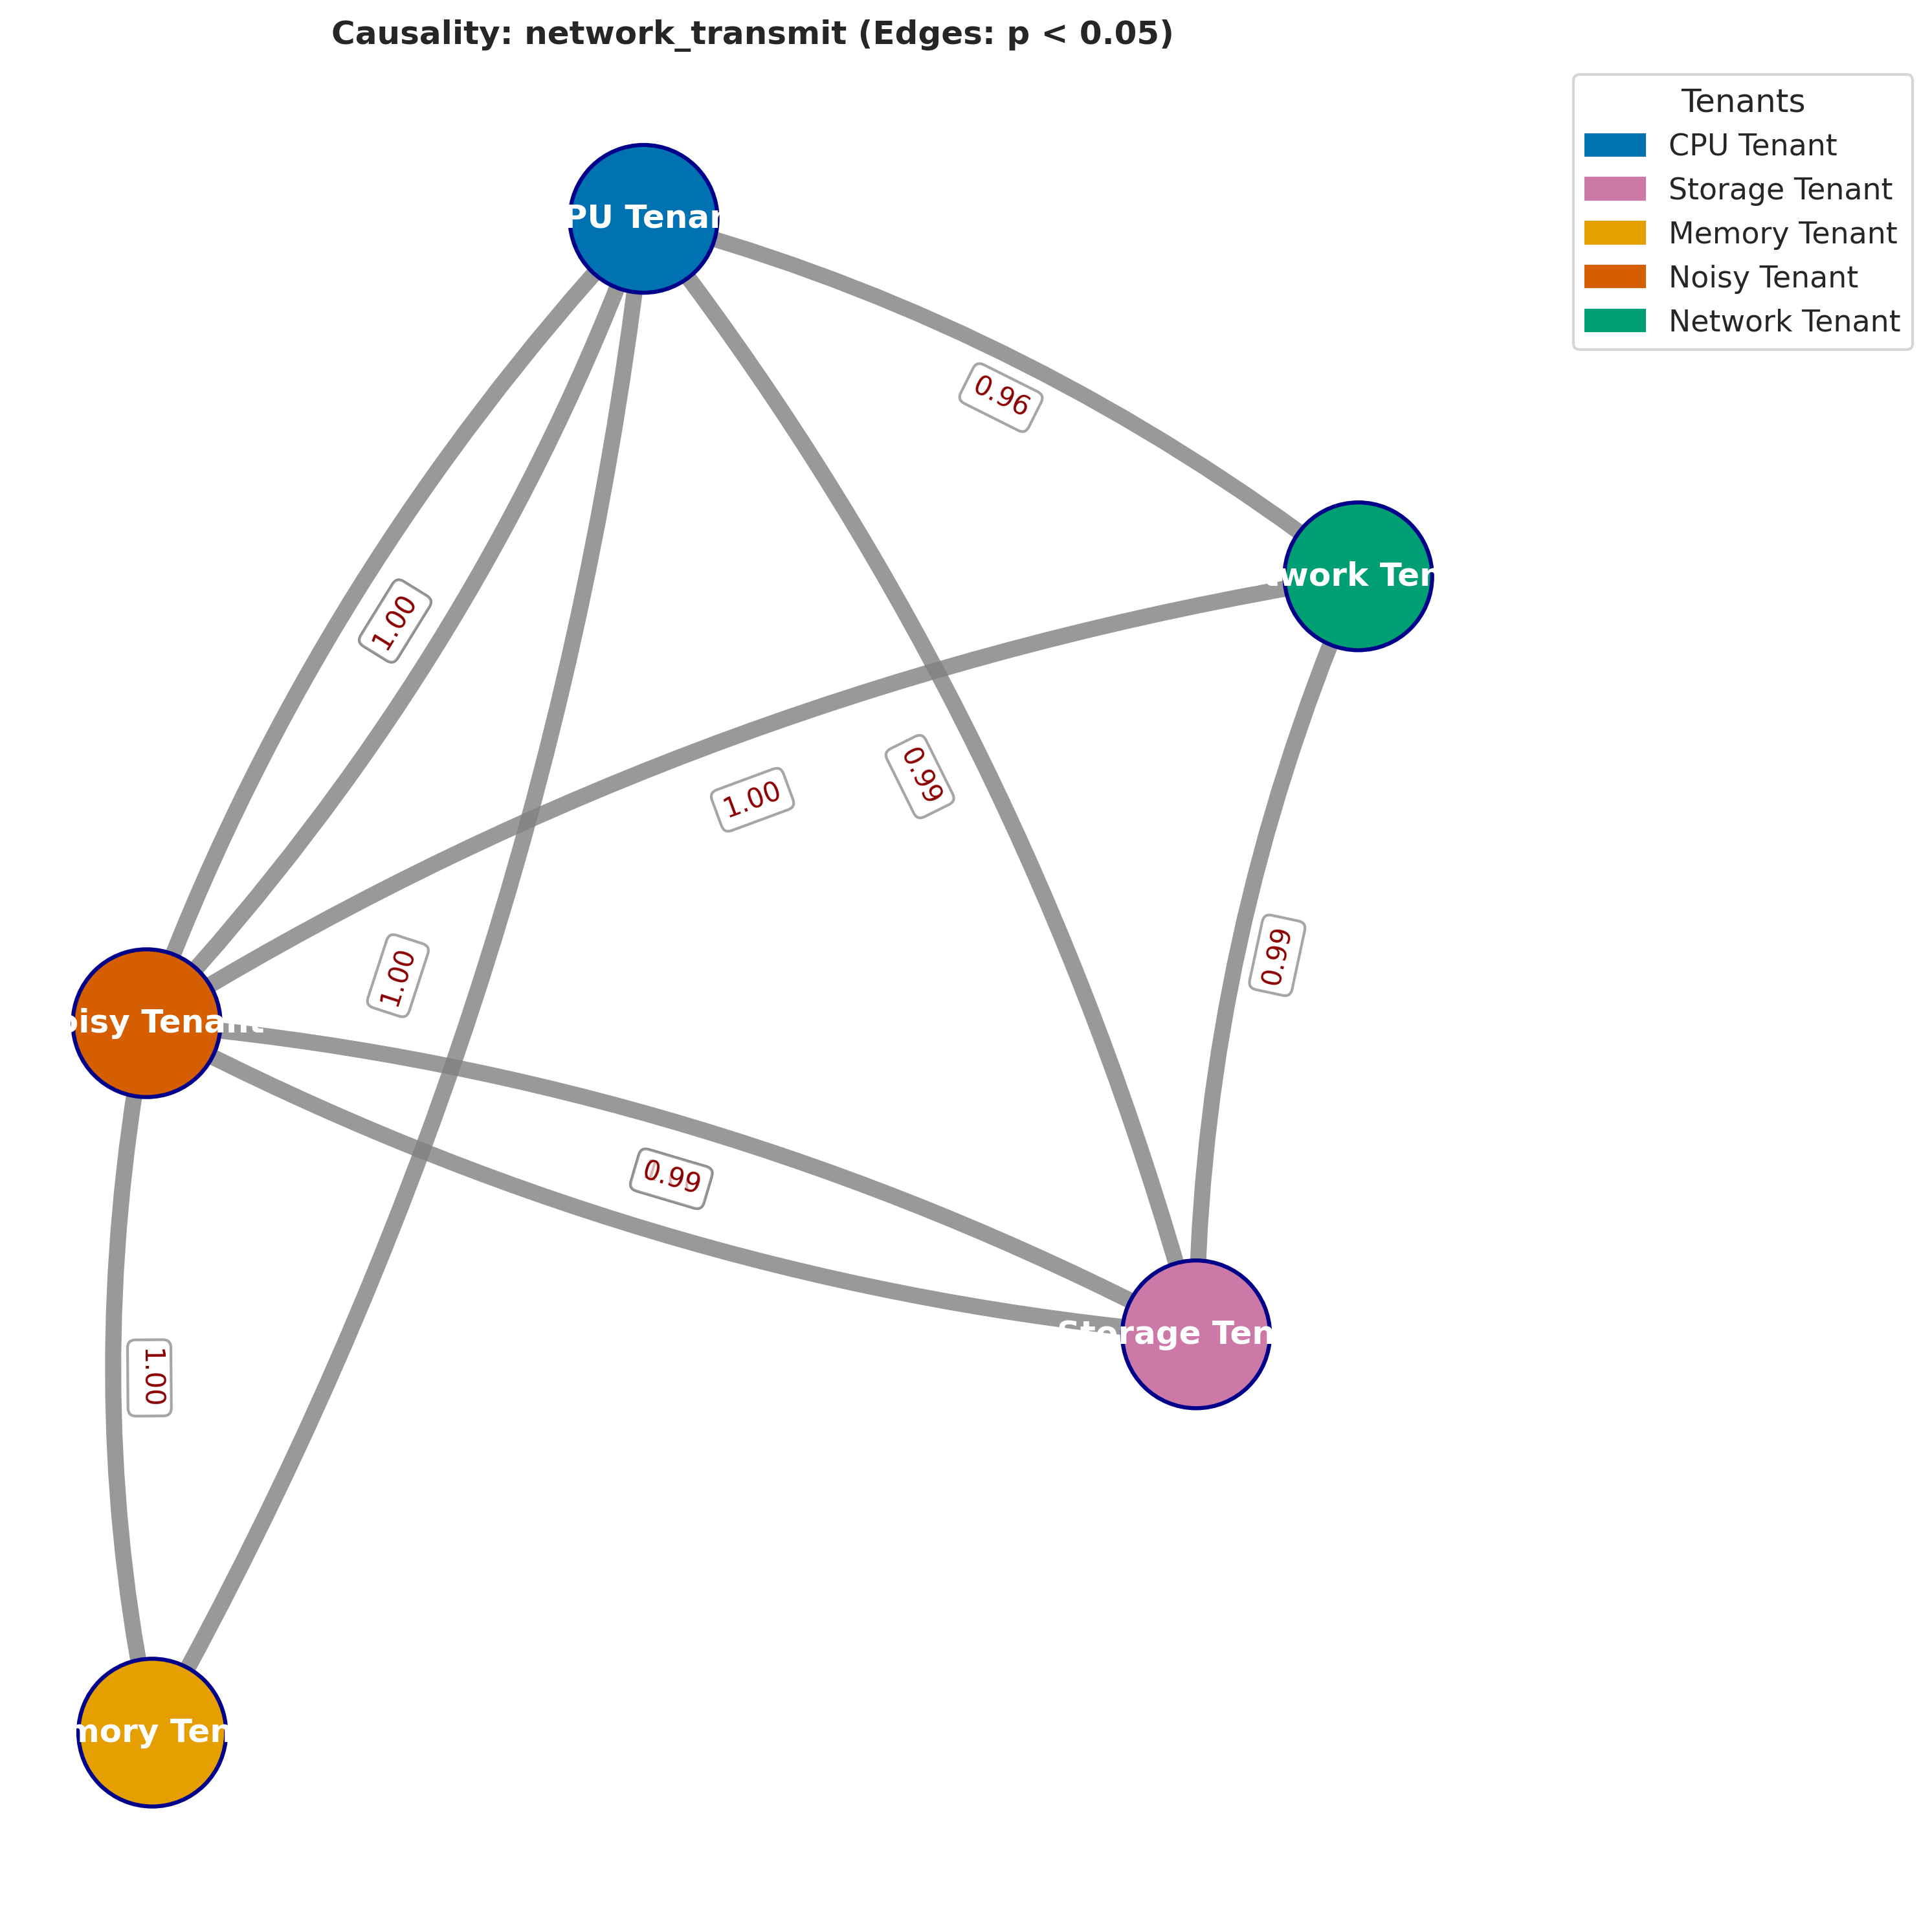 Causality: network_transmit (Edges: p < 0.05)
Tenants
CPU Tenant
Storage Tenant
Memory Tenant
Noisy Tenant
Network Tenant
PU Tenan
0.96
work Ten
1.00
1.00
0.99
0.99
1.00
oisy Tenant
0.99
Storage Ten
1.00
mory Ten